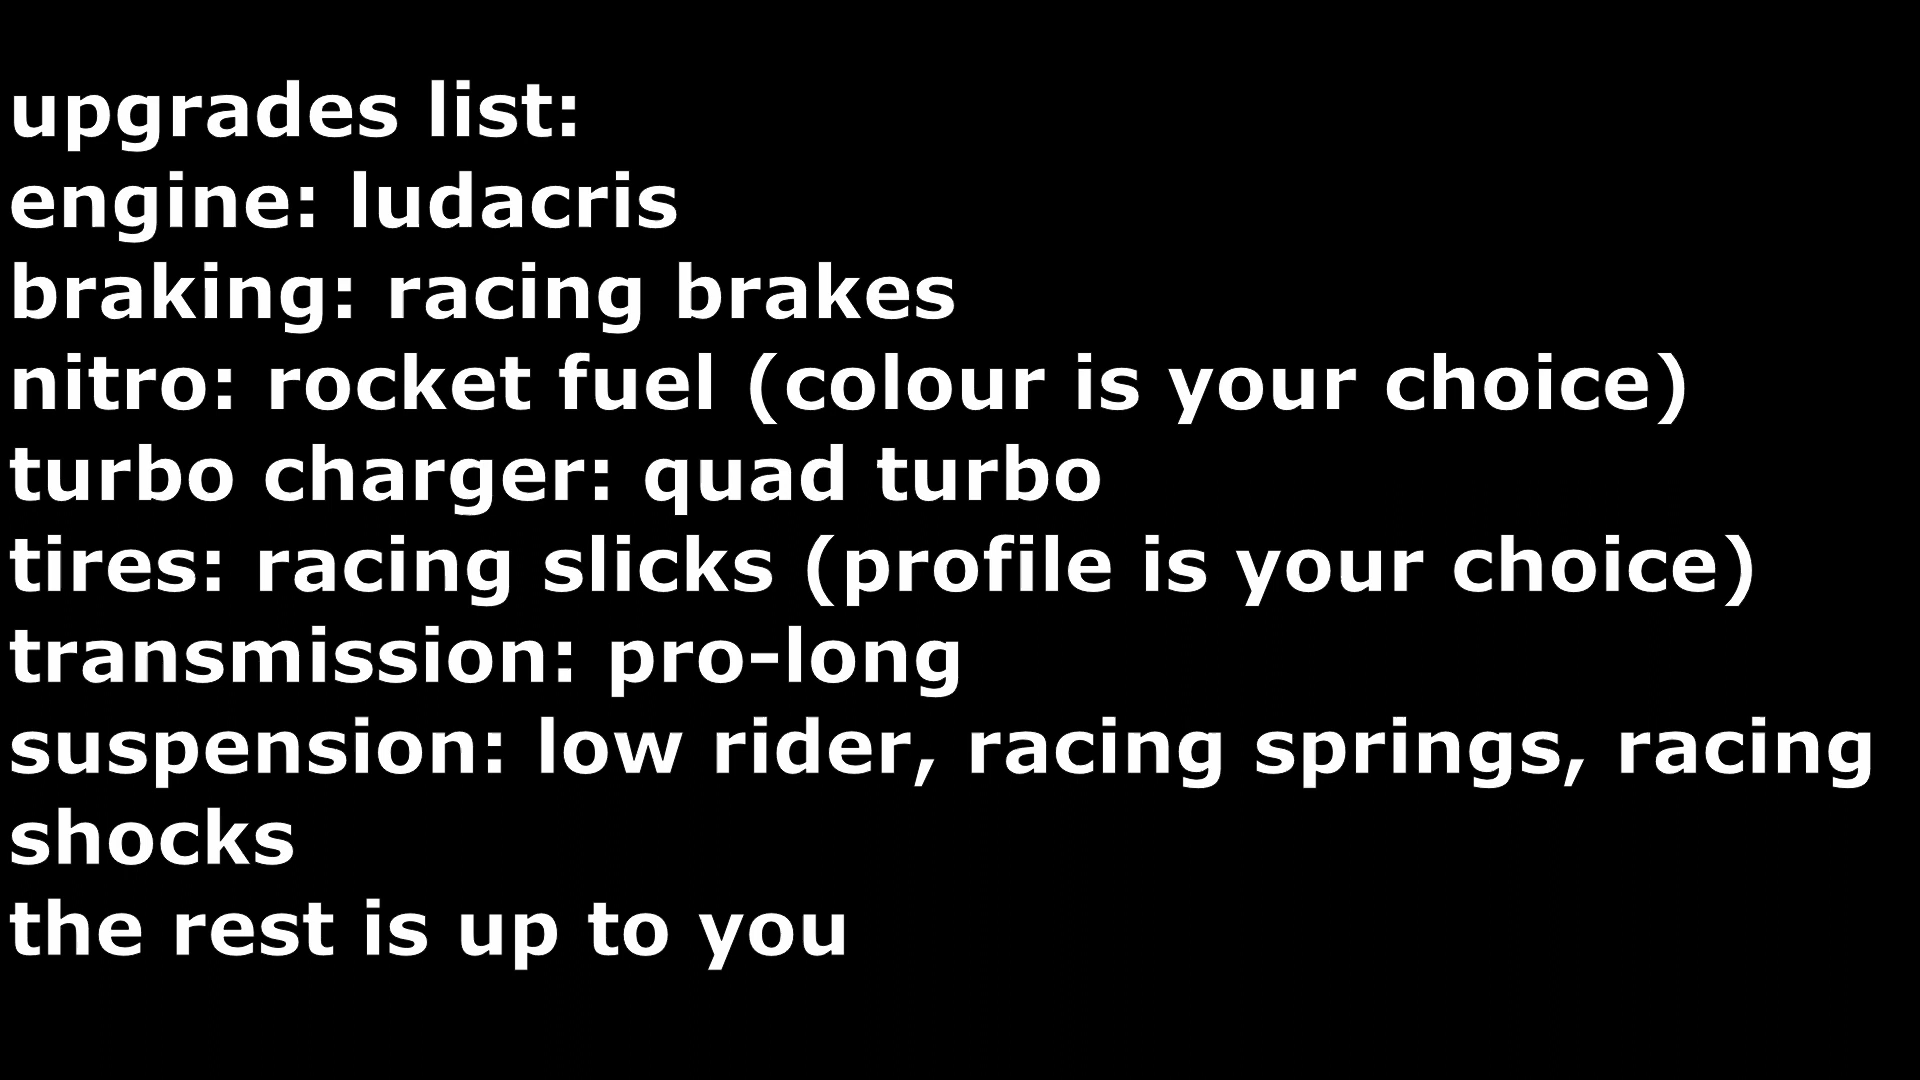 upgrades list:
engine: ludacris
braking: racing brakes
nitro: rocket fuel (colour is your choice)
turbo charger: quad turbo
tires: racing slicks (profile is your choice)
transmission: pro-long
suspension: low rider, racing springs, racing
shocks
the rest is up to you